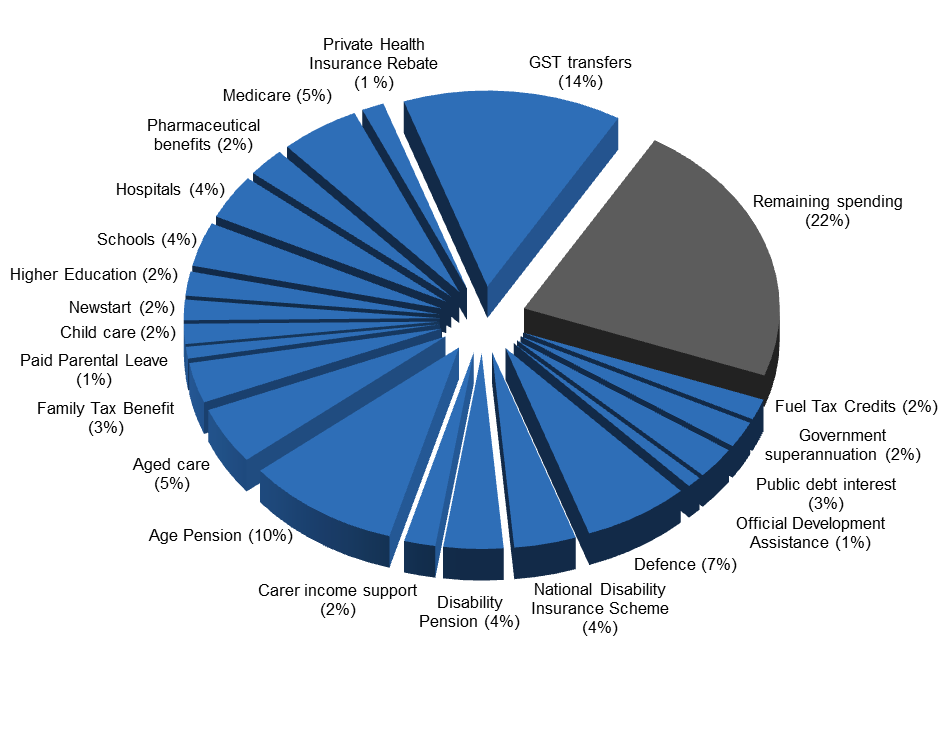 Private Health
Insurance Rebate
(1 %)
GST transfers
(14%)
Medicare (5%)
Pharmaceutical
benefits (2%)
Hospitals (4%)
Remaining spending
(22%)
Schools (4%)
Higher Education (2%)
Newstart (2%)
Child care (2%)
Paid Parental Leave
(1%)
Family Tax Benefit
(3%)
Fuel Tax Credits (2%)
Government
superannuation (2%)
Aged care
(5%)
Public debt interest
(3%)
Official Development
Assistance (1%)
Age Pension (10%)
Defence (7%)
Carer income support
(2%)
Disability
Pension (4%)
National Disability
Insurance Scheme
(4%)